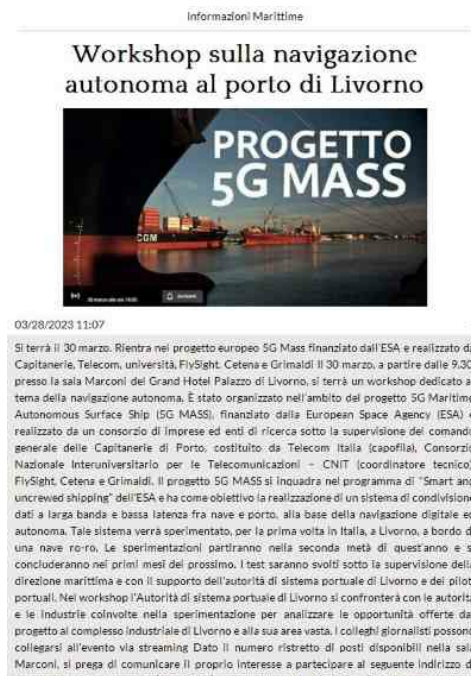 Informazioni Marittime
Workshop sulla navigazione
autonoma al porto di Livorno
PROGETTO
5G MASS
CGM
03/28/2023 11:07
Si terrà il 30 marzo. Rientra nel progetto europeo 5G Mass finanziato dall'ESA e realizzato da
Capitanerie, Telecom, università, FlySight. Cetena e Grimaldi Il 30 marzo, a partire dalle 9.30
presso la sala Marconi del Grand Hotel Palazzo di Livorno, si terrà un workshop dedicato a
tema della navigazione autonoma. È stato organizzato nell'ambito del progetto 5G Maritime
Autonomous Surface Ship (5G MASS), finanziato dalla European Space Agency (ESA) e
realizzato da un consorzio di imprese ed enti di ricerca sotto la supervisione del comando
generale delle Capitanerie di Porto, costituito da Telecom Italia (capofila), Consorzio
Nazionale Interuniversitario per le Telecomunicazioni – CNIT (coordinatore tecnico)
FlySight, Cetena e Grimaldi. Il progetto 5G MASS si inquadra nel programma di "Smart and
uncrewed shipping" dell'ESA e ha come obiettivo la realizzazione di un sistema di condivisione
dati a larga banda e bassa latenza fra nave e porto, alla base della navigazione digitale ed
autonoma. Tale sistema verrà sperimentato, per la prima volta in Italia, a Livorno, a bordo di
una nave ro-ro. Le sperimentazioni partiranno nella seconda metà di quest'anno e si
concluderanno nei primi mesi del prossimo. I test saranno svolti sotto la supervisione della
direzione marittima e con il supporto dell'autorità di sistema portuale di Livorno e dei piloti
portuali. Nel workshop l'Autorità di sistema portuale di Livorno si confronterà con le autorità
e le industrie coinvolte nella sperimentazione per analizzare le opportunità offerte dal
progetto al complesso industriale di Livorno e alla sua area vasta. I colleghi giornalisti possono
collegarsi all'evento via streaming Dato il numero ristretto di posti disponibili nella sala
Marconi, si prega di comunicare il proprio interesse a partecipare al seguente indirizzo di